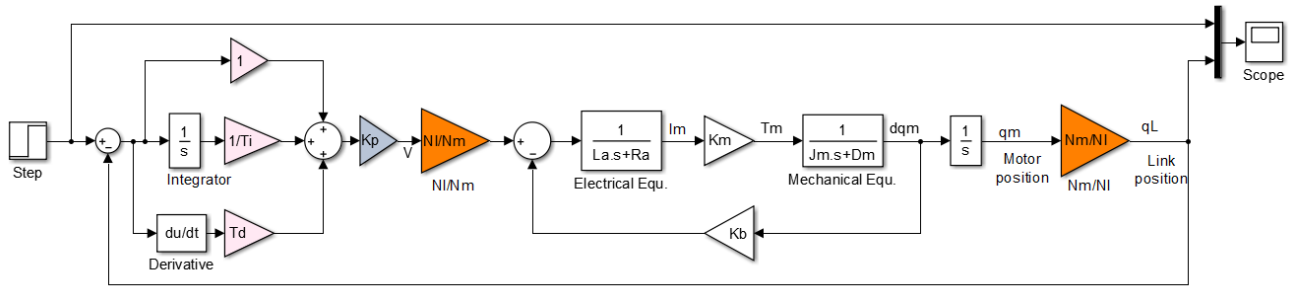 Step
+
−
1
1
s
Integrator
1/Ti
du/dt
Derivative
Td
+
+
+
Kp
V
Nl/Nm
Nl/Nm
+
−
1
La.s+Ra
Electrical Equ.
Im
Km
Tm
1
Jm.s+Dm
Mechanical Equ.
dqm
Kb
1
s
qm
Motor
position
Nm/Nl
Nm/Nl
qL
Link
position
Scope